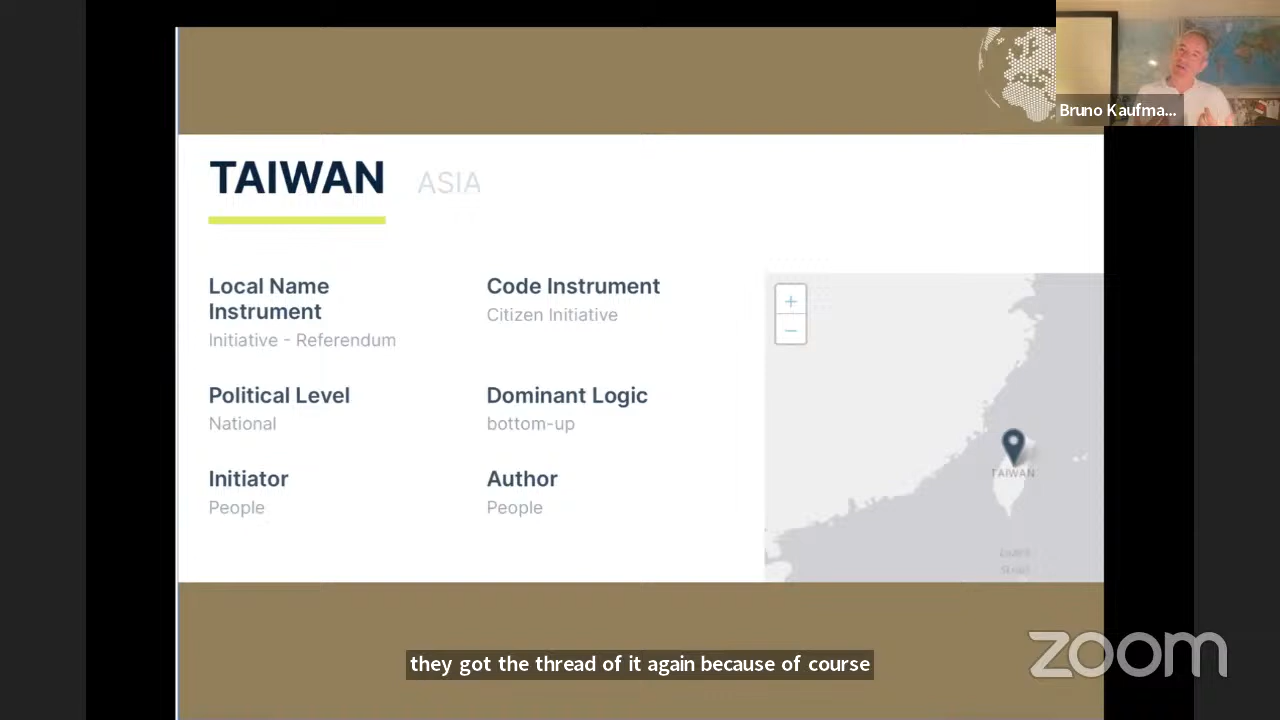 Bruno Kaufma...
TAIWAN ASIA
Local Name
Instrument
Initiative - Referendum
Code Instrument
Citizen Initiative
Political Level
National
Dominant Logic
bottom-up
Initiator
People
Author
People
+
−
TAIWAN
they got the thread of it again because of course
zoom